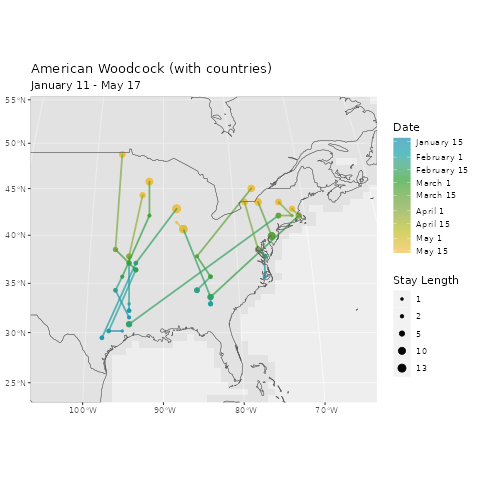 American Woodcock (with countries)
January 11 - May 17
55°N
50°N
45°N
40°N
35°N
30°N
25°N
100°W
90°W
80°W
70°W
Date
January 15
February 1
February 15
March 1
March 15
April 1
April 15
May 1
May 15
Stay Length
1
2
5
10
13